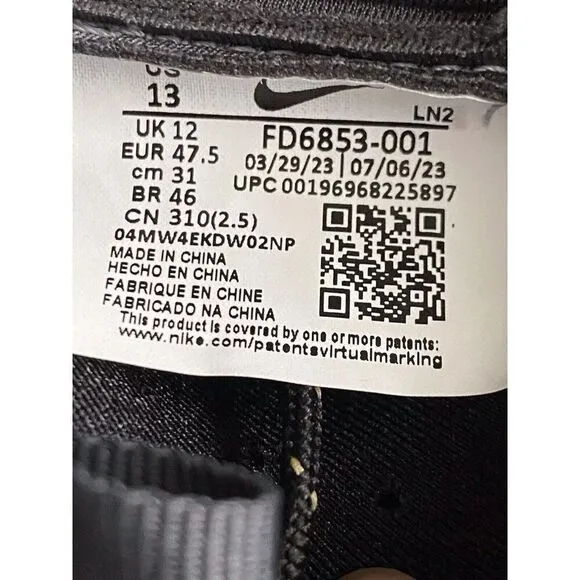 US
13
LN2
UK 12
FD6853-001
EUR 47.5
03/29/23 | 07/06/23
cm 31
UPC 00196968225897
BR 46
CN 310(2.5)
04MW4EKDW02NP
MADE IN CHINA
HECHO EN CHINA
FABRIQUE EN CHINE
FABRICADO NA CHINA
This product is covered by one or more patents:
www.nike.com/patentsvirtualmarking